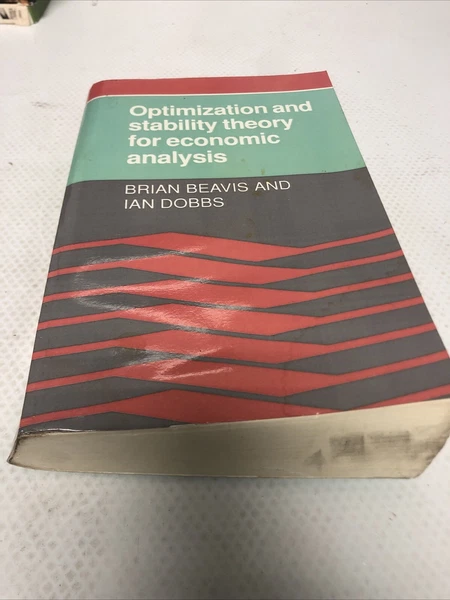 Optimization and
stability theory
for economic
analysis
BRIAN BEAVIS AND
IAN DOBBS